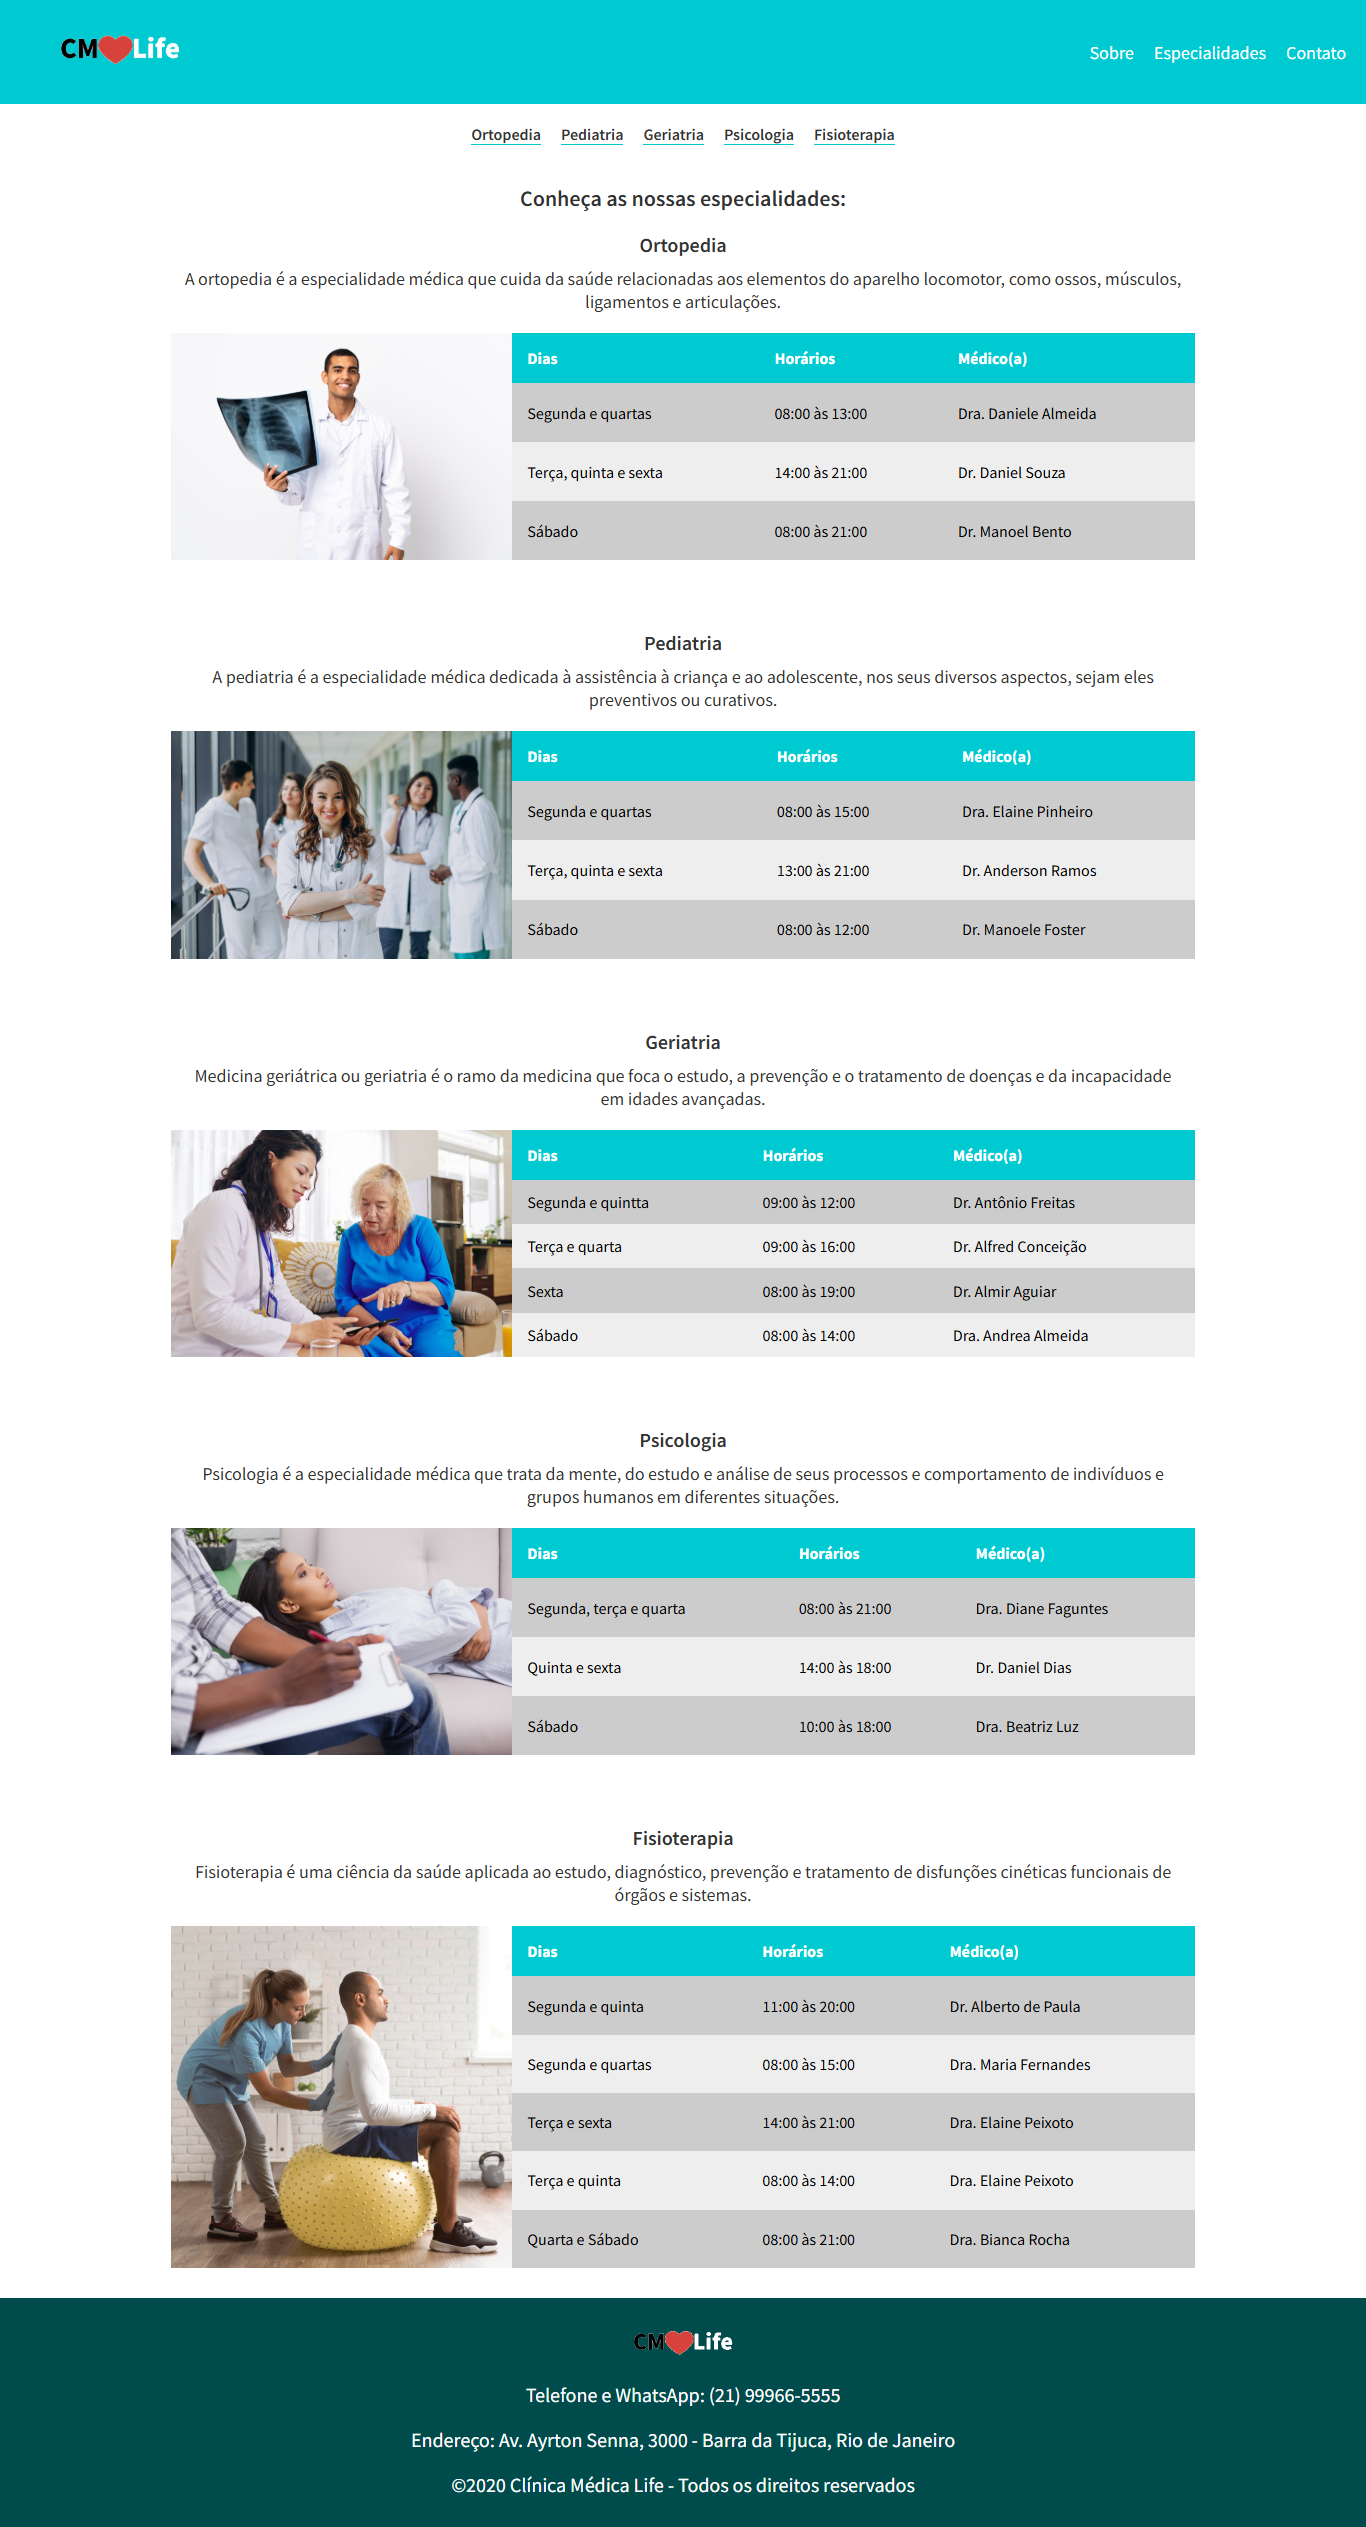 CM Life
Sobre Especialidades Contato
Ortopedia Pediatria Geriatria Psicologia Fisioterapia
Conheça as nossas especialidades:
Ortopedia
A ortopedia é a especialidade médica que cuida da saúde relacionadas aos elementos do aparelho locomotor, como ossos, músculos,
ligamentos e articulações.
Dias Horários Médico(a)
Segunda e quartas 08:00 às 13:00 Dra. Daniele Almeida
Terça, quinta e sexta 14:00 às 21:00 Dr. Daniel Souza
Sábado 08:00 às 21:00 Dr. Manoel Bento
Pediatria
A pediatria é a especialidade médica dedicada à assistência à criança e ao adolescente, nos seus diversos aspectos, sejam eles
preventivos ou curativos.
Dias Horários Médico(a)
Segunda e quartas 08:00 às 15:00 Dra. Elaine Pinheiro
Terça, quinta e sexta 13:00 às 21:00 Dr. Anderson Ramos
Sábado 08:00 às 12:00 Dr. Manoele Foster
Geriatria
Medicina geriátrica ou geriatria é o ramo da medicina que foca o estudo, a prevenção e o tratamento de doenças e da incapacidade
em idades avançadas.
Dias Horários Médico(a)
Segunda e quintta 09:00 às 12:00 Dr. Antônio Freitas
Terça e quarta 09:00 às 16:00 Dr. Alfred Conceição
Sexta 08:00 às 19:00 Dr. Almir Aguiar
Sábado 08:00 às 14:00 Dra. Andrea Almeida
Psicologia
Psicologia é a especialidade médica que trata da mente, do estudo e análise de seus processos e comportamento de indivíduos e
grupos humanos em diferentes situações.
Dias Horários Médico(a)
Segunda, terça e quarta 08:00 às 21:00 Dra. Diane Faguntes
Quinta e sexta 14:00 às 18:00 Dr. Daniel Dias
Sábado 10:00 às 18:00 Dra. Beatriz Luz
Fisioterapia
Fisioterapia é uma ciência da saúde aplicada ao estudo, diagnóstico, prevenção e tratamento de disfunções cinéticas funcionais de
órgãos e sistemas.
Dias Horários Médico(a)
Segunda e quinta 11:00 às 20:00 Dr. Alberto de Paula
Segunda e quartas 08:00 às 15:00 Dra. Maria Fernandes
Terça e sexta 14:00 às 21:00 Dra. Elaine Peixoto
Terça e quinta 08:00 às 14:00 Dra. Elaine Peixoto
Quarta e Sábado 08:00 às 21:00 Dra. Bianca Rocha
CM Life
Telefone e WhatsApp: (21) 99966-5555
Endereço: Av. Ayrton Senna, 3000 - Barra da Tijuca, Rio de Janeiro
©2020 Clínica Médica Life - Todos os direitos reservados